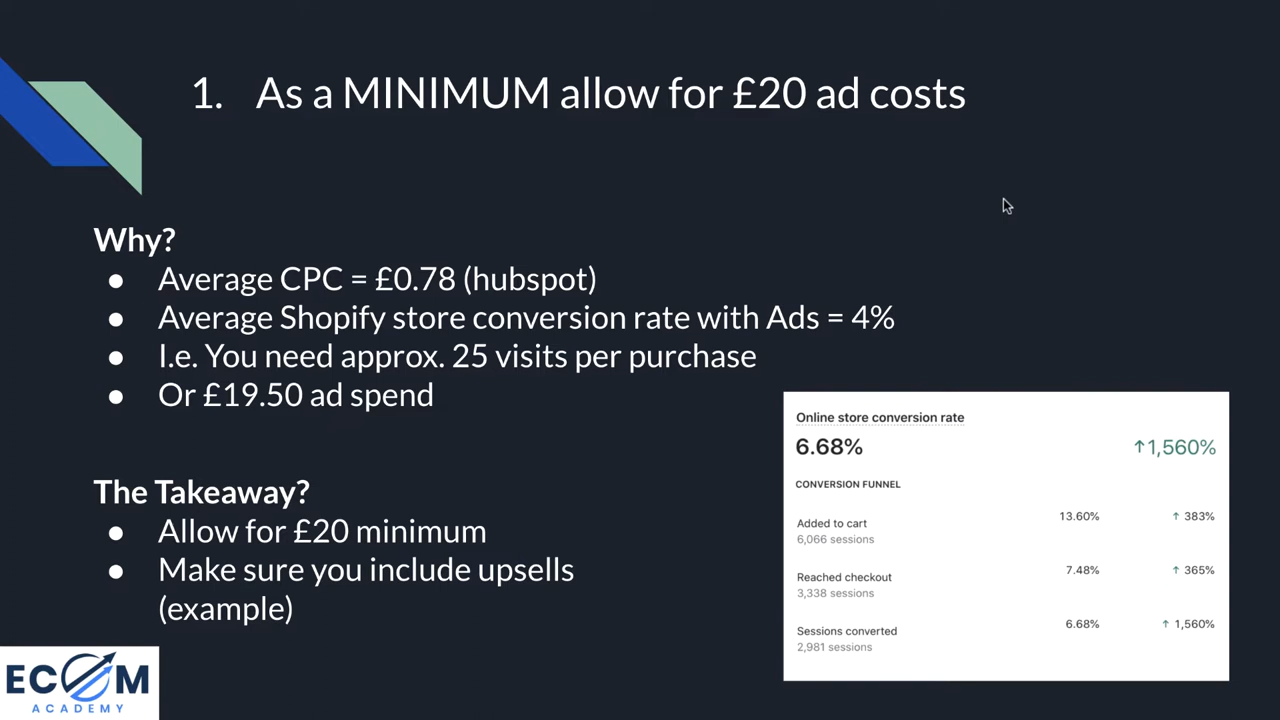 1. As a MINIMUM allow for £20 ad costs
Why?
● Average CPC = £0.78 (hubspot)
● Average Shopify store conversion rate with Ads = 4%
● I.e. You need approx. 25 visits per purchase
● Or £19.50 ad spend
The Takeaway?
● Allow for £20 minimum
● Make sure you include upsells
(example)
Online store conversion rate
6.68% ↑1,560%
CONVERSION FUNNEL
Added to cart 13.60% ↑ 383%
6,066 sessions
Reached checkout 7.48% ↑ 365%
3,338 sessions
Sessions converted 6.68% ↑ 1,560%
2,981 sessions
ECOM
ACADEMY